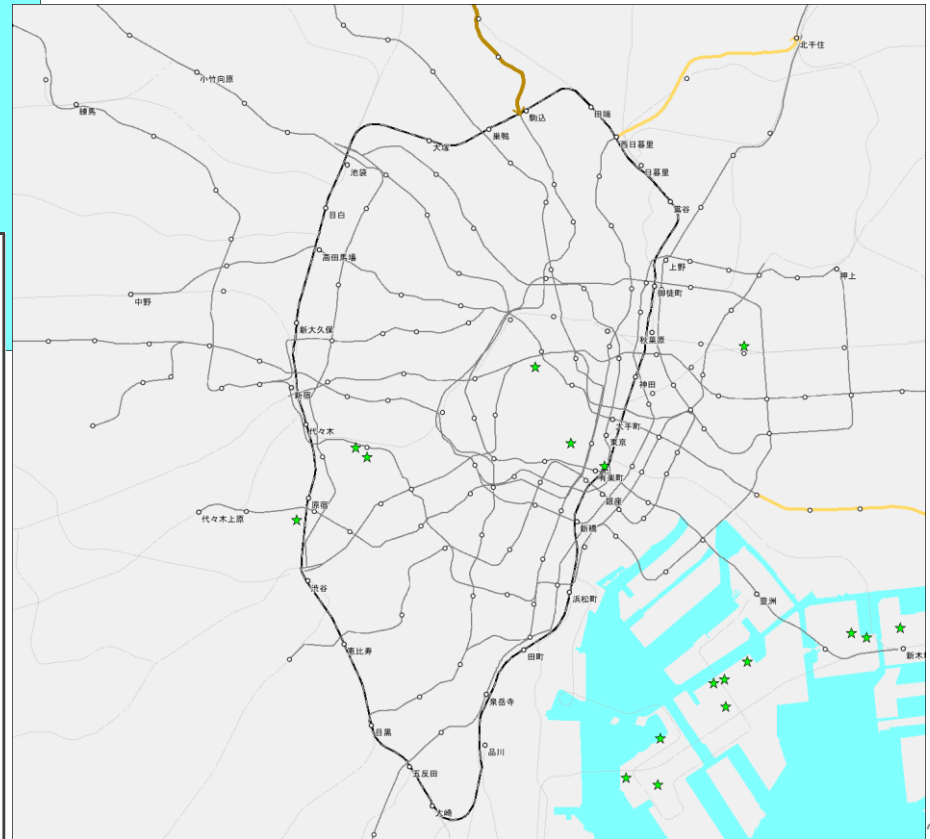 北千住
小竹向原
練馬
駒込
田端
巣鴨
大塚
西日暮里
池袋
日暮里
目白
鶯谷
高田馬場
上野
押上
御徒町
中野
新大久保
秋葉原
神田
新宿
大手町
代々木
東京
有楽町
原宿
銀座
代々木上原
新橋
渋谷
浜松町
豊洲
恵比寿
田町
新木
泉岳寺
目黒
品川
五反田
大崎